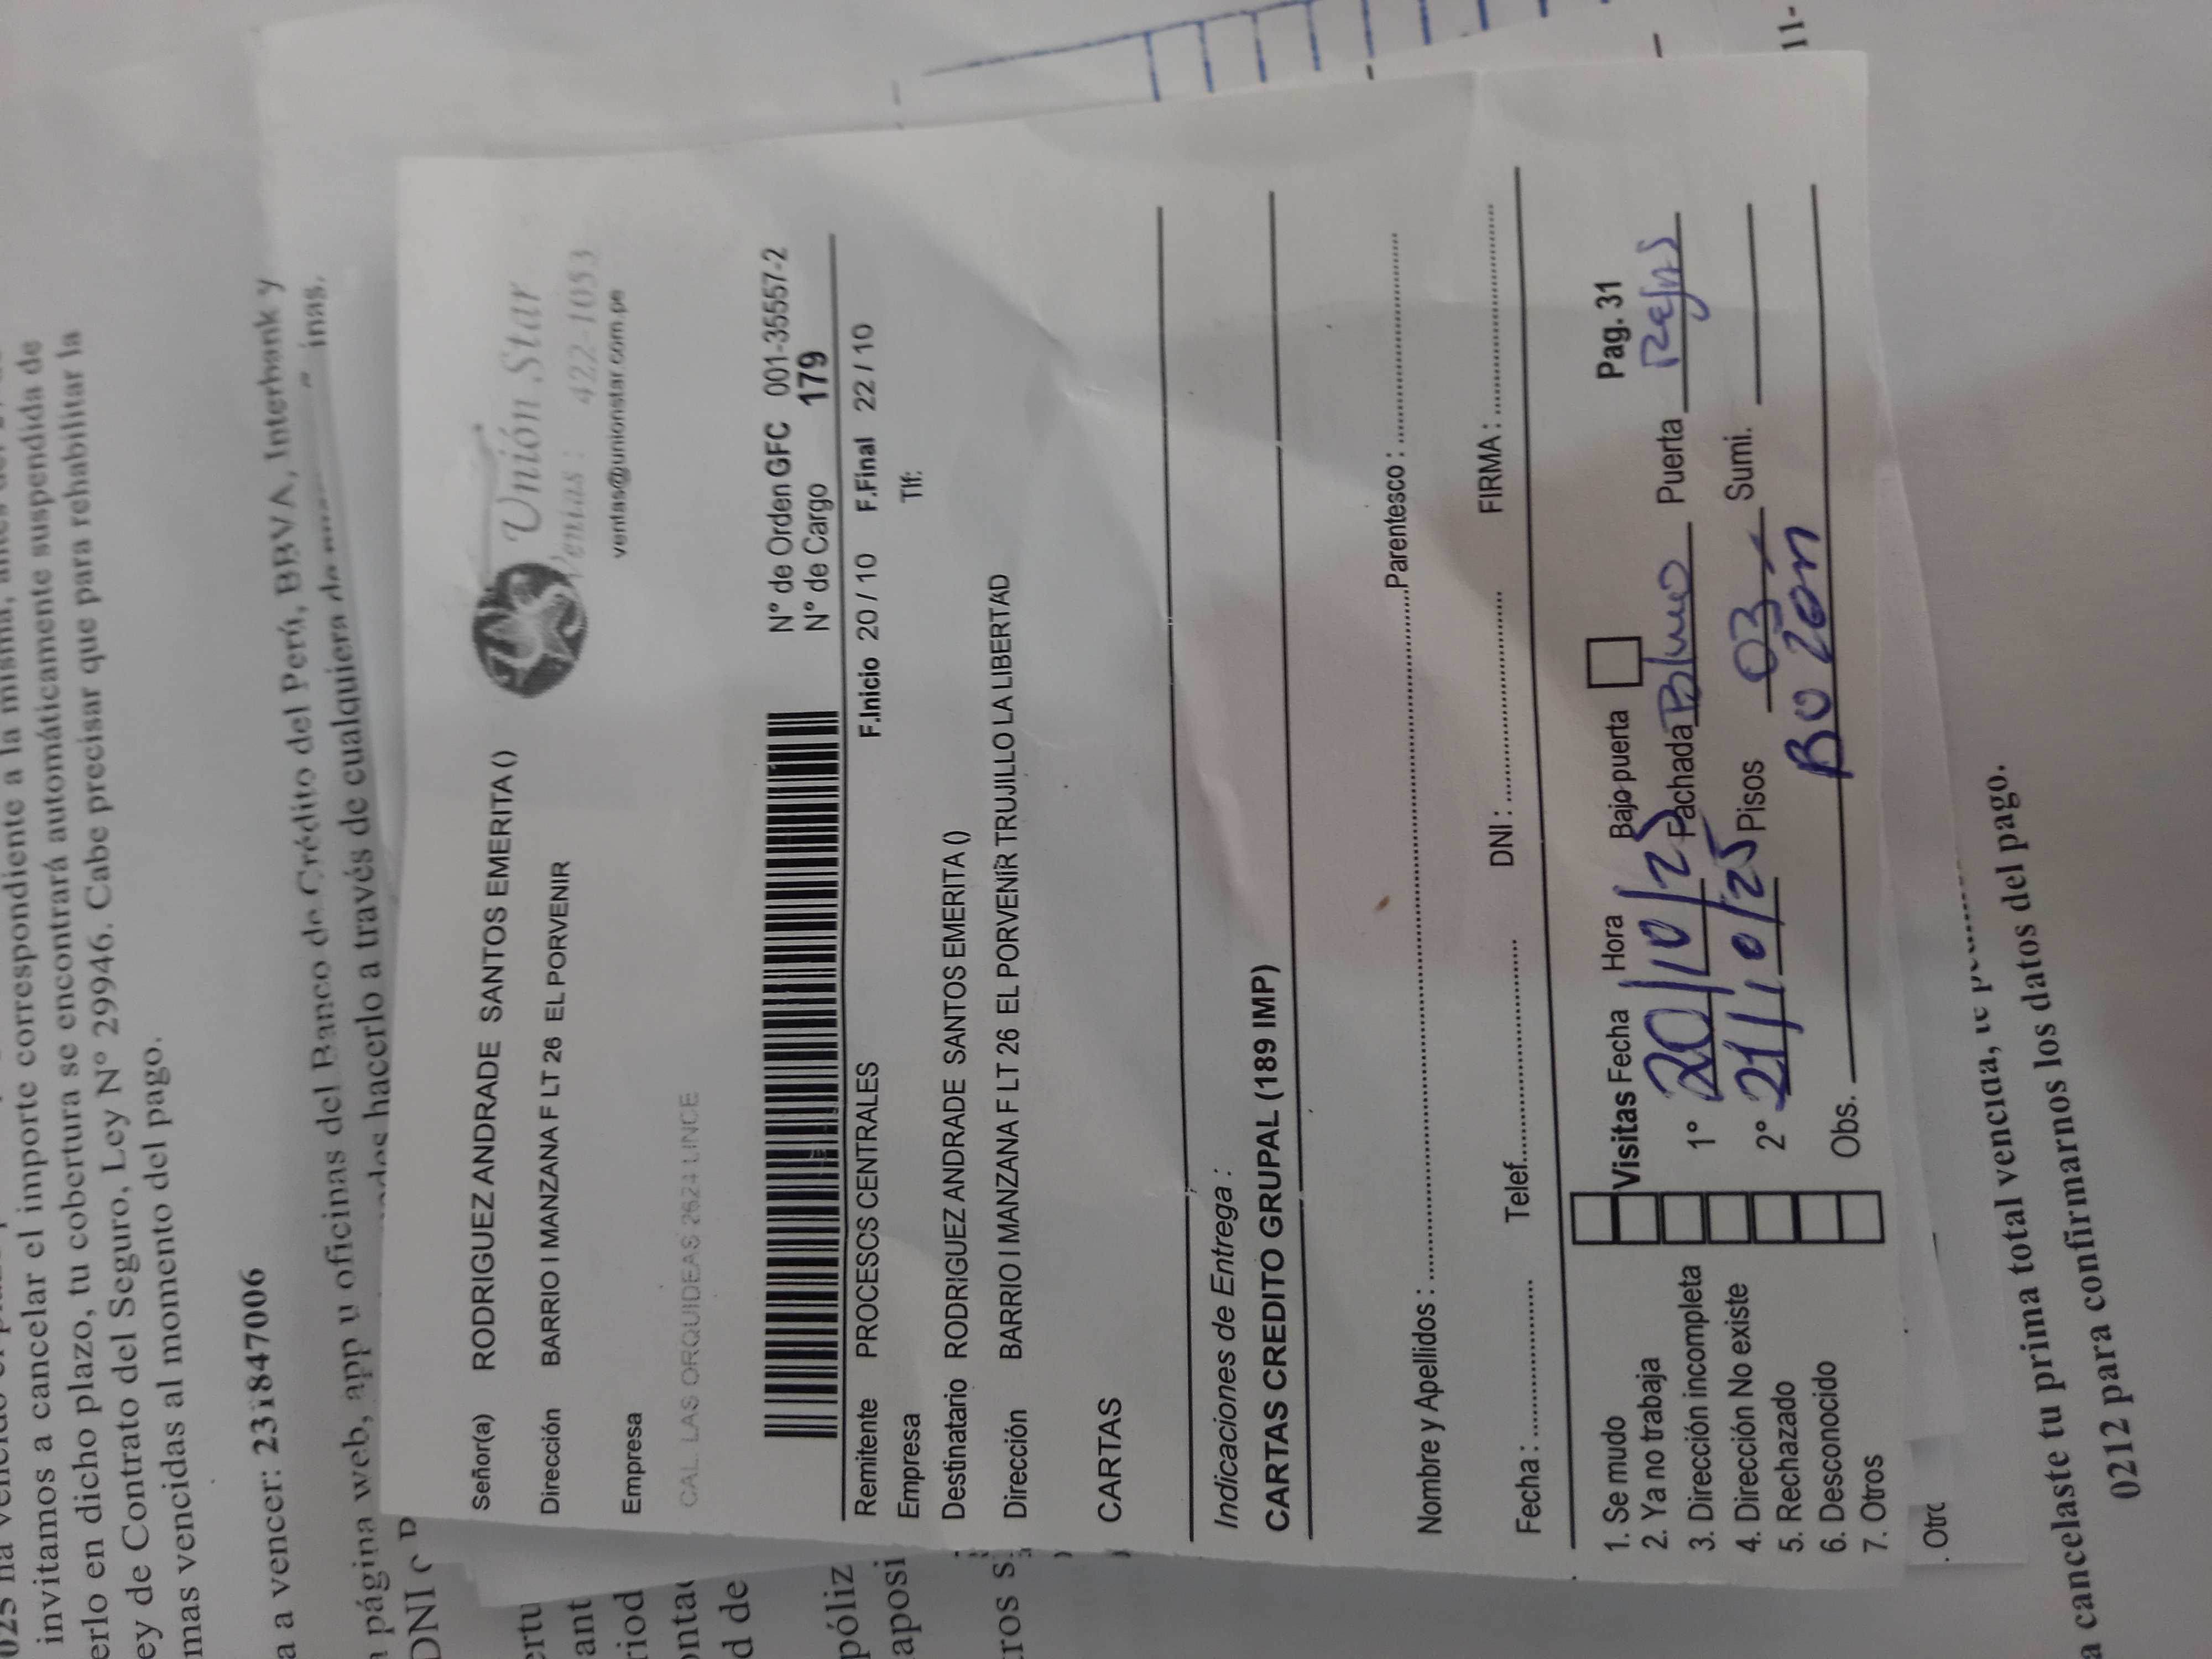 invitamos a cancelar el importe correspondiente a la misma,
erlo en dicho plazo, tu cobertura se encontrará automáticamente suspendida de
ey de Contrato del Seguro, Ley N° 29946. Cabe precisar que para rehabilitar la
mas vencidas al momento del pago.
a a vencer:
página web, app u oficinas del Banco de Crédito del Perú, BBVA, Interbank y
hacerlo a través de cualquiera
DNI
Unión Star
Ventas: 422-1053
ventas@unionstar.com.pe
Señor(a) RODRIGUEZ ANDRADE SANTOS EMERITA ()
Dirección BARRIO I MANZANA F LT 26 EL PORVENIR
Empresa
CAL. LAS ORQUIDEAS 2624 LINCE
N° de Orden GFC 001-35557-2
N° de Cargo 179
Remitente PROCESOS CENTRALES F.Inicio 20 / 10 F.Final 22 / 10
Empresa Tlf:
Destinatario RODRIGUEZ ANDRADE SANTOS EMERITA ()
Dirección BARRIO I MANZANA F LT 26 EL PORVENIR TRUJILLO LA LIBERTAD
CARTAS
Indicaciones de Entrega :
CARTAS CREDITO GRUPAL (189 IMP)
Nombre y Apellidos : Parentesco :
Fecha : Telef. DNI : FIRMA :
1. Se mudo Visitas Fecha Hora Bajo puerta Pag. 31
2. Ya no trabaja
3. Dirección incompleta 1° 20/10/25 Fachada Puerta Rejas
4. Dirección No existe 2° 21/10/25 Pisos 03 Sumi.
5. Rechazado
6. Desconocido Obs.
7. Otros
a cancelaste tu prima total vencida,
0212 para confirmarnos los datos del pago.